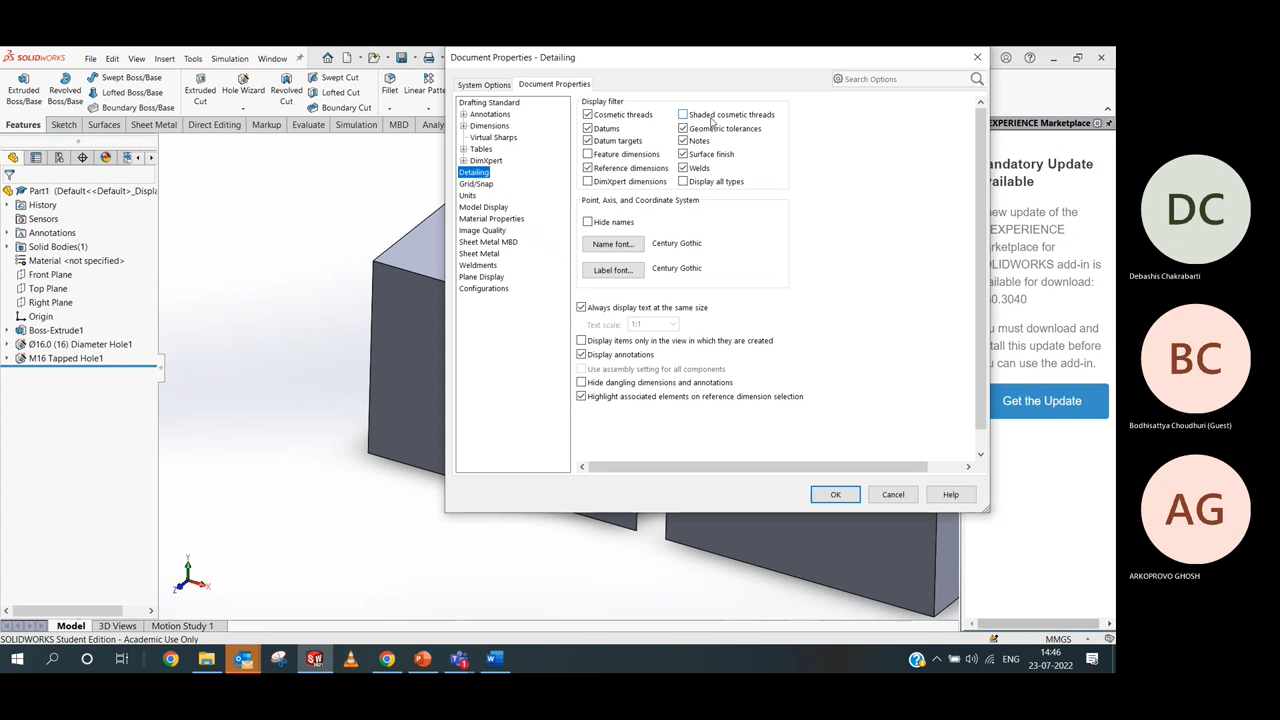 SOLIDWORKS File Edit View Insert Tools Simulation Window
Extruded Boss/Base
Revolved Boss/Base
Swept Boss/Base
Lofted Boss/Base
Boundary Boss/Base
Extruded Cut
Hole Wizard
Revolved Cut
Swept Cut
Lofted Cut
Boundary Cut
Fillet
Linear Patte
Features Sketch Surfaces Sheet Metal Direct Editing Markup Evaluate Simulation MBD Analy
Part1 (Default<<Default>_Displa
History
Sensors
Annotations
Solid Bodies(1)
Material <not specified>
Front Plane
Top Plane
Right Plane
Origin
Boss-Extrude1
Ø16.0 (16) Diameter Hole1
M16 Tapped Hole1
Document Properties - Detailing
System Options Document Properties
Search Options
Drafting Standard
Annotations
Dimensions
Virtual Sharps
Tables
DimXpert
Detailing
Grid/Snap
Units
Model Display
Material Properties
Image Quality
Sheet Metal MBD
Sheet Metal
Weldments
Plane Display
Configurations
Display filter
Cosmetic threads Shaded cosmetic threads
Datums Geometric tolerances
Datum targets Notes
Feature dimensions Surface finish
Reference dimensions Welds
DimXpert dimensions Display all types
Point, Axis, and Coordinate System
Hide names
Name font... Century Gothic
Label font... Century Gothic
Always display text at the same size
Text scale: 1:1
Display items only in the view in which they are created
Display annotations
Use assembly setting for all components
Hide dangling dimensions and annotations
Highlight associated elements on reference dimension selection
OK Cancel Help
EXPERIENCE Marketplace
andatory Update
vailable
new update of the
EXPERIENCE
Marketplace for
OLIDWORKS add-in is
ailable for download:
0.3040
u must download and
tall this update before
u can use the add-in.
Get the Update
Y
X
Z
Model 3D Views Motion Study 1
SOLIDWORKS Student Edition - Academic Use Only
MMGS
SW
2021
ENG
14:46
23-07-2022
DC
Debashis Chakrabarti
BC
Bodhisattya Choudhuri (Guest)
AG
ARKOPROVO GHOSH